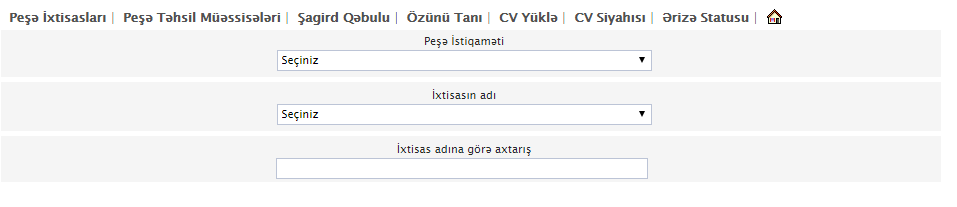 Peşə İxtisasları | Peşə Təhsil Müəssisələri | Şagird Qəbulu | Özünü Tanı | CV Yüklə | CV Siyahısı | Ərizə Statusu |
Peşə İstiqaməti
Seçiniz
İxtisasın adı
Seçiniz
İxtisas adına görə axtarış